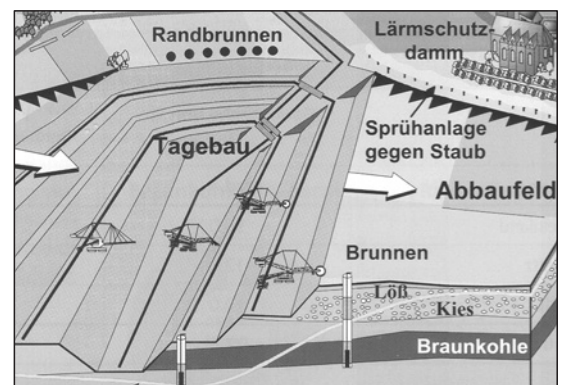 Randbrunnen
Lärmschutz-
damm
Sprühanlage
gegen Staub
Tagebau
Abbaufeld
Brunnen
Löß
Kies
Braunkohle